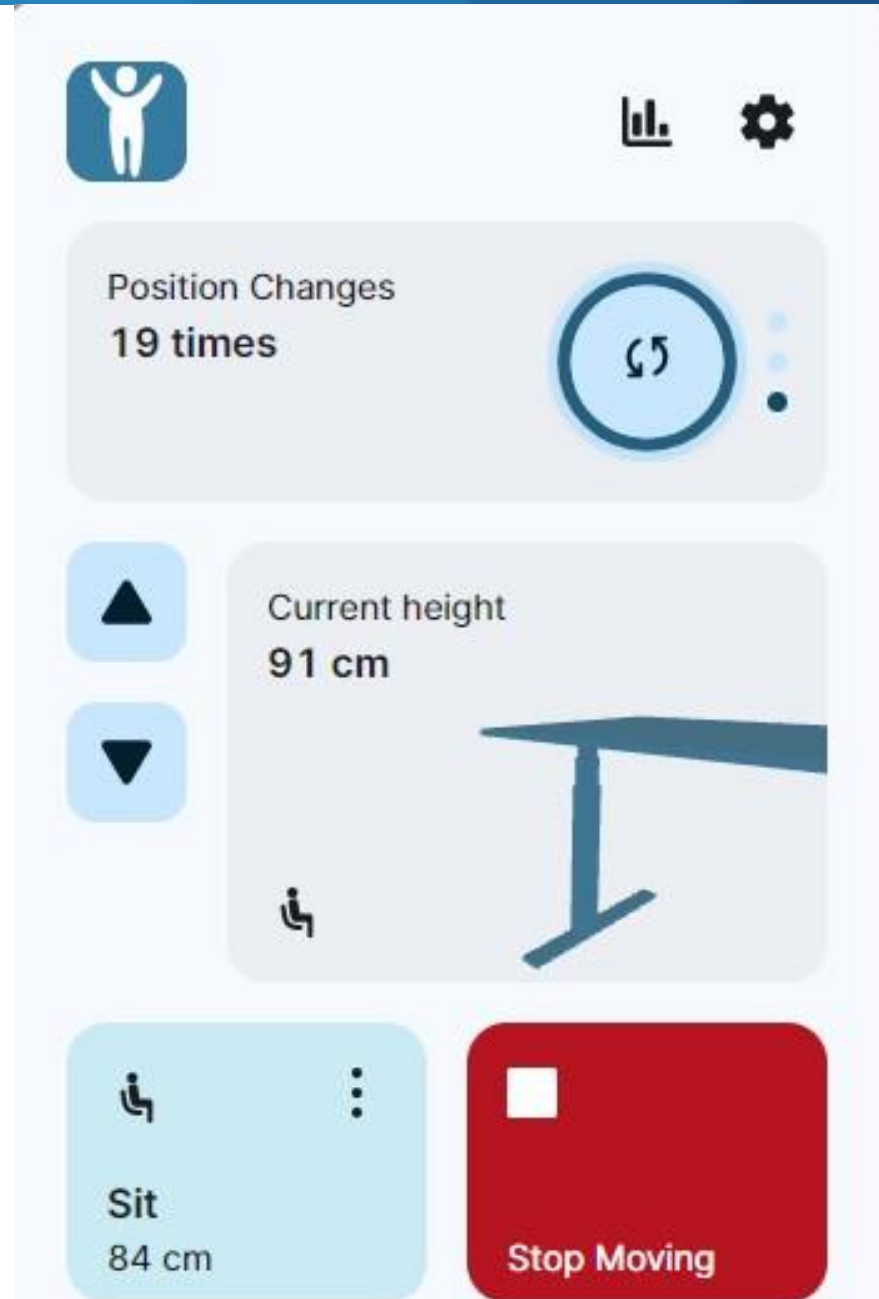 Position Changes
19 times
Current height
91 cm
Sit
84 cm
Stop Moving